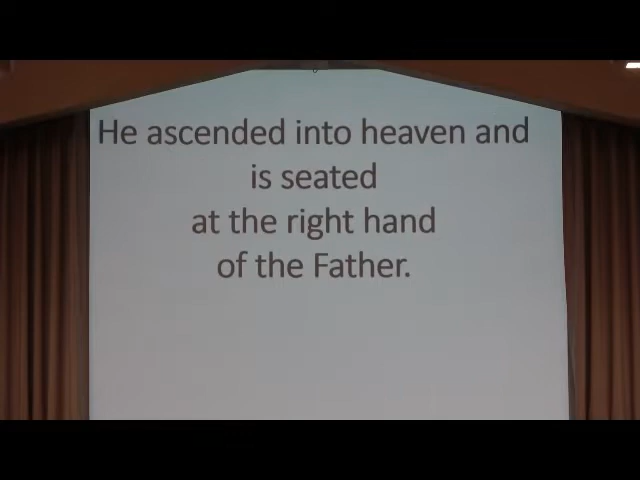 He ascended into heaven and
is seated
at the right hand
of the Father.